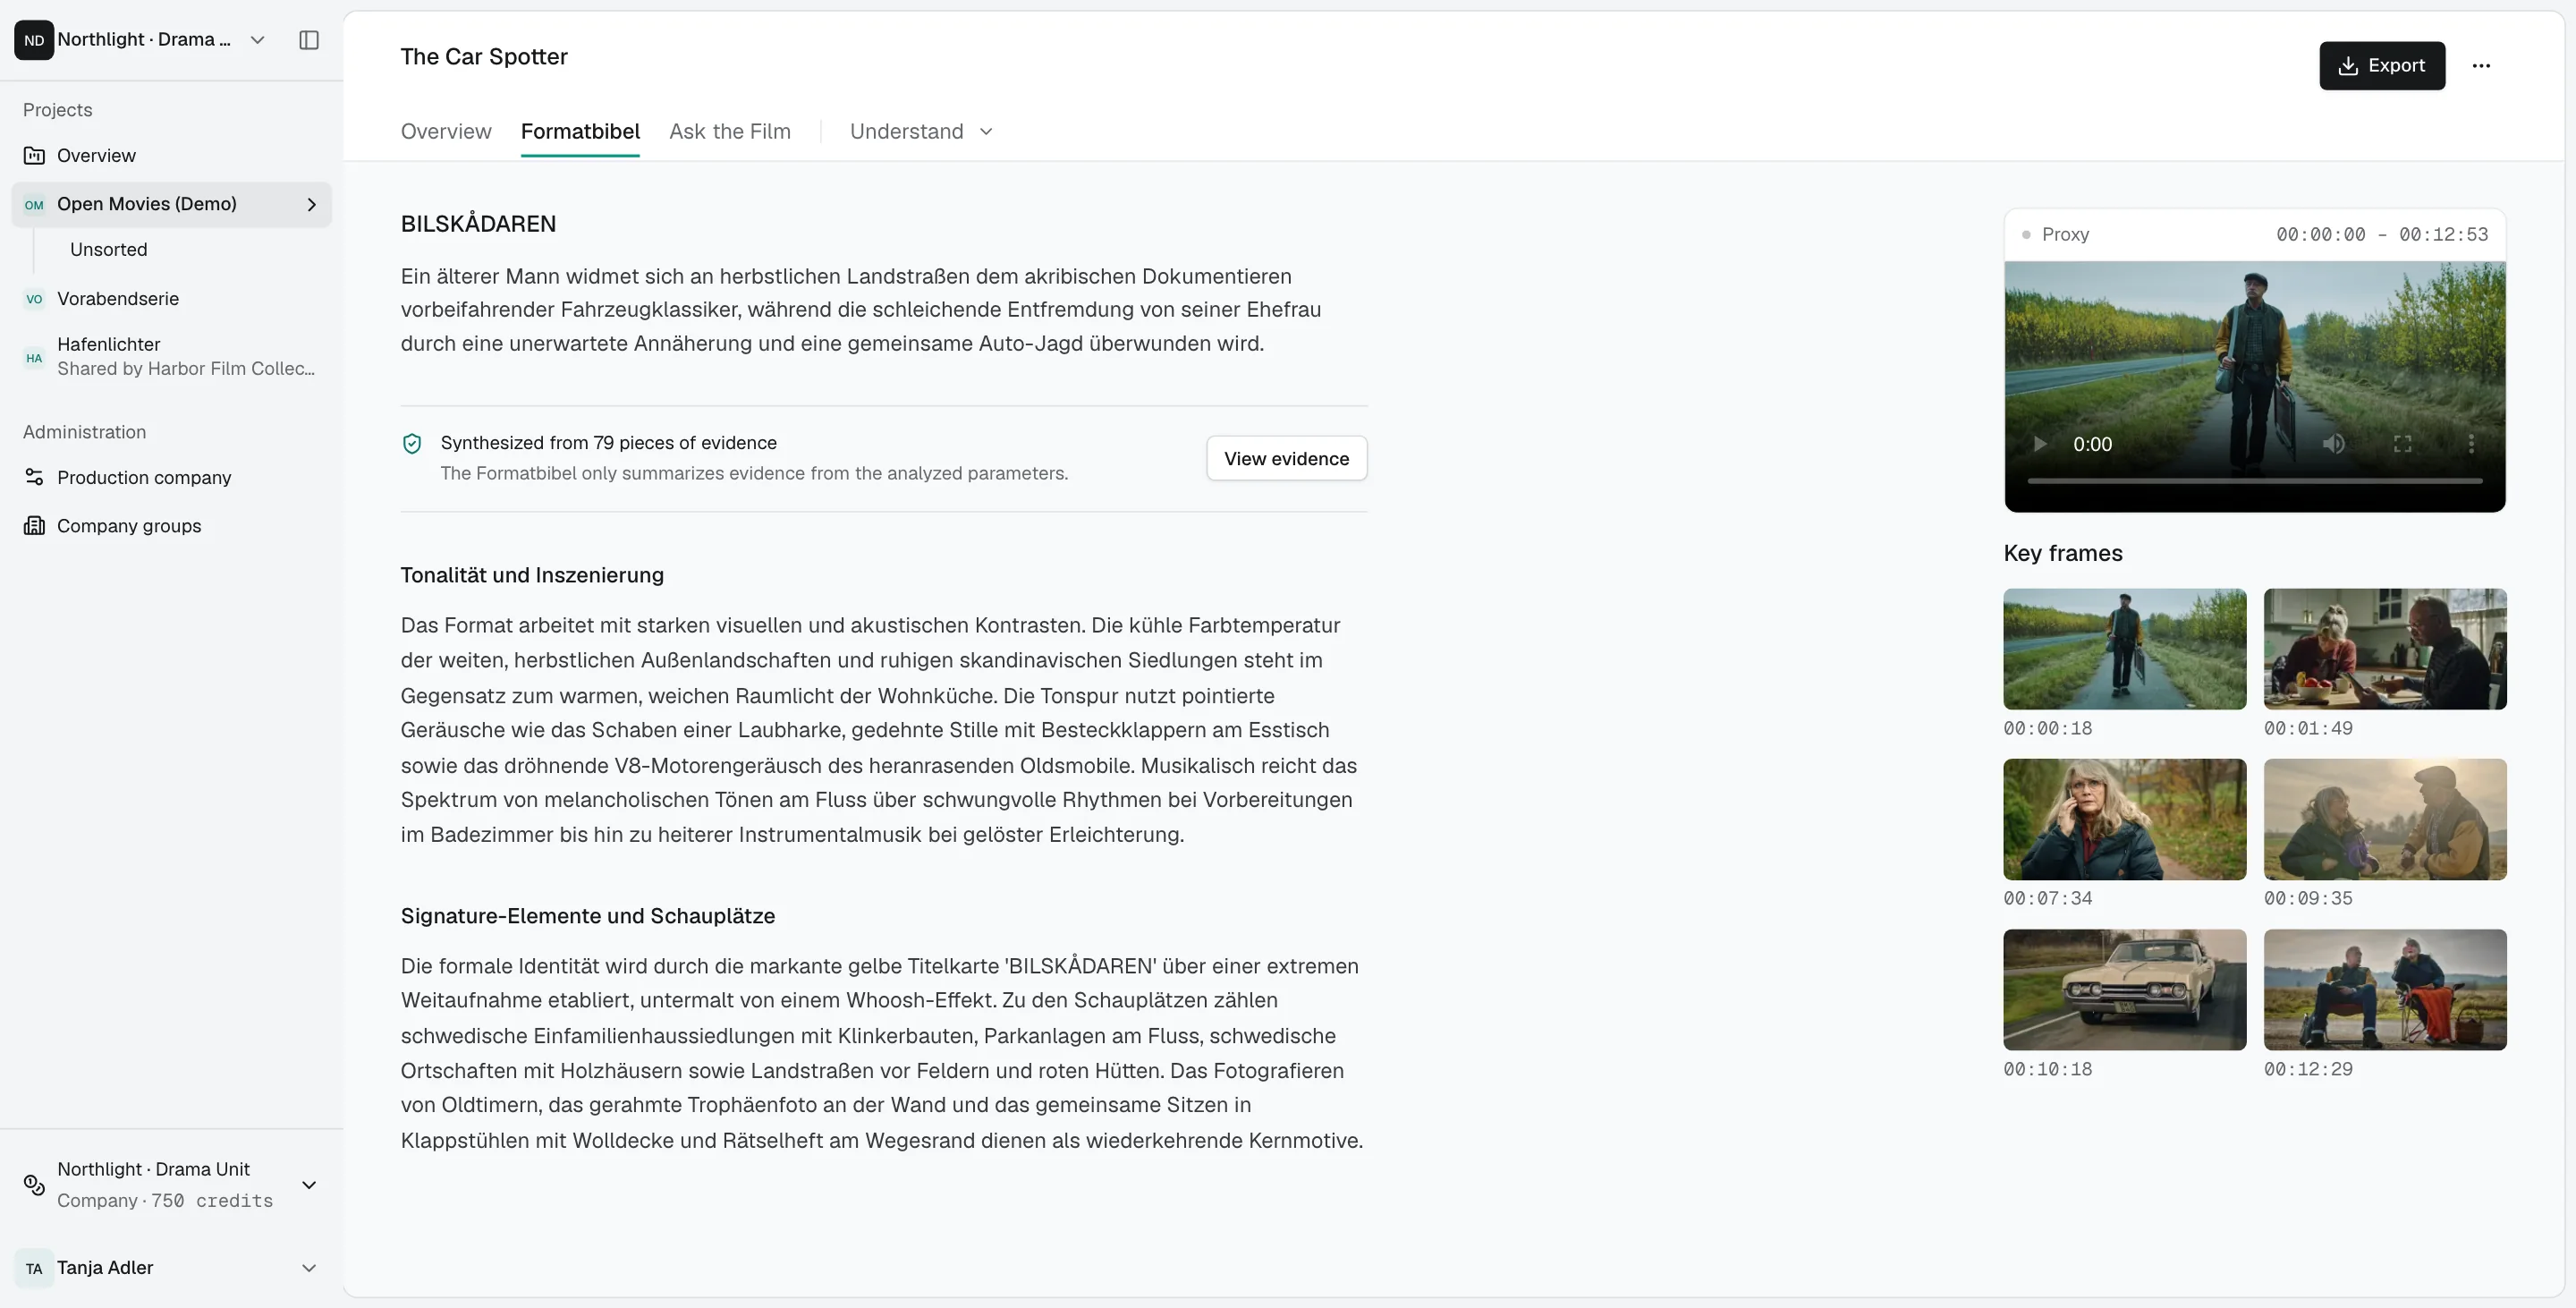 ND
Northlight · Drama ...
Projects
Overview
OM
Open Movies (Demo)
Unsorted
VO
Vorabendserie
HA
Hafenlichter
Shared by Harbor Film Collec...
Administration
Production company
Company groups
Northlight · Drama Unit
Company · 750 credits
TA
Tanja Adler
The Car Spotter
Export
Overview
Formatbibel
Ask the Film
Understand
BILSKÅDAREN
Ein älterer Mann widmet sich an herbstlichen Landstraßen dem akribischen Dokumentieren
vorbeifahrender Fahrzeugklassiker, während die schleichende Entfremdung von seiner Ehefrau
durch eine unerwartete Annäherung und eine gemeinsame Auto-Jagd überwunden wird.
Synthesized from 79 pieces of evidence
The Formatbibel only summarizes evidence from the analyzed parameters.
View evidence
Tonalität und Inszenierung
Das Format arbeitet mit starken visuellen und akustischen Kontrasten. Die kühle Farbtemperatur
der weiten, herbstlichen Außenlandschaften und ruhigen skandinavischen Siedlungen steht im
Gegensatz zum warmen, weichen Raumlicht der Wohnküche. Die Tonspur nutzt pointierte
Geräusche wie das Schaben einer Laubharke, gedehnte Stille mit Besteckklappern am Esstisch
sowie das dröhnende V8-Motorengeräusch des heranrasenden Oldsmobile. Musikalisch reicht das
Spektrum von melancholischen Tönen am Fluss über schwungvolle Rhythmen bei Vorbereitungen
im Badezimmer bis hin zu heiterer Instrumentalmusik bei gelöster Erleichterung.
Signature-Elemente und Schauplätze
Die formale Identität wird durch die markante gelbe Titelkarte 'BILSKÅDAREN' über einer extremen
Weitaufnahme etabliert, untermalt von einem Whoosh-Effekt. Zu den Schauplätzen zählen
schwedische Einfamilienhaussiedlungen mit Klinkerbauten, Parkanlagen am Fluss, schwedische
Ortschaften mit Holzhäusern sowie Landstraßen vor Feldern und roten Hütten. Das Fotografieren
von Oldtimern, das gerahmte Trophäenfoto an der Wand und das gemeinsame Sitzen in
Klappstühlen mit Wolldecke und Rätselheft am Wegesrand dienen als wiederkehrende Kernmotive.
Proxy
00:00:00 - 00:12:53
0:00
Key frames
00:00:18
00:01:49
00:07:34
00:09:35
00:10:18
00:12:29